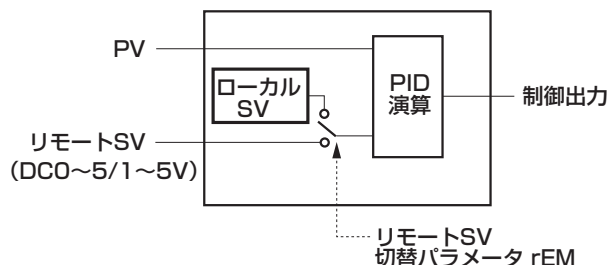 PV
ローカル
SV
PID
演算
制御出力
リモートSV
（DC0～5/1～5V）
リモートSV
切替パラメータ rEM